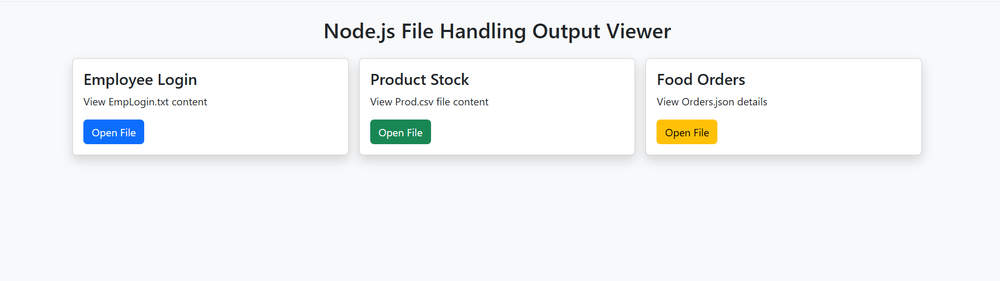 Node.js File Handling Output Viewer
Employee Login
View EmpLogin.txt content
Open File
Product Stock
View Prod.csv file content
Open File
Food Orders
View Orders.json details
Open File